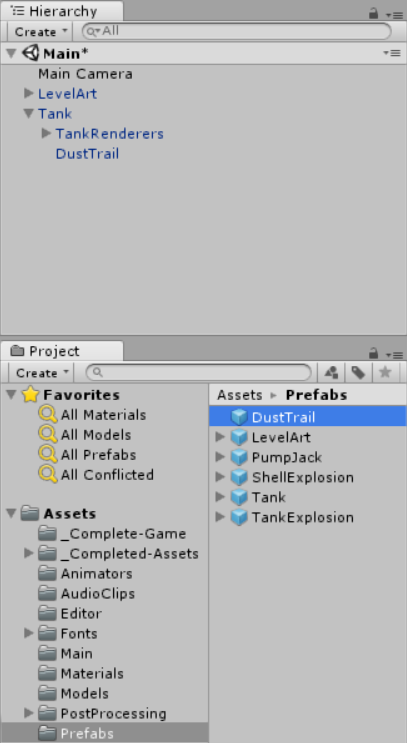 Hierarchy
Create All
Main*
Main Camera
LevelArt
Tank
TankRenderers
DustTrail
Project
Create
Favorites
All Materials
All Models
All Prefabs
All Conflicted
Assets
_Complete-Game
_Completed-Assets
Animators
AudioClips
Editor
Fonts
Main
Materials
Models
PostProcessing
Prefabs
Assets Prefabs
DustTrail
LevelArt
PumpJack
ShellExplosion
Tank
TankExplosion